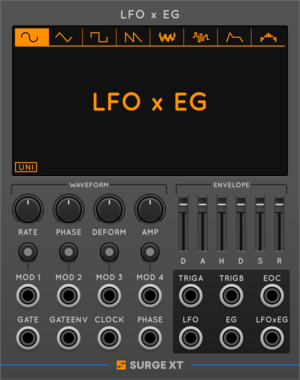 LFO x EG
LFO x EG
UNI
WAVEFORM ENVELOPE
RATE PHASE DEFORM AMP
D A H D S R
MOD 1 MOD 2 MOD 3 MOD 4 TRIGA TRIGB EOC
GATE GATEENV CLOCK PHASE LFO EG LFOxEG
SURGE XT